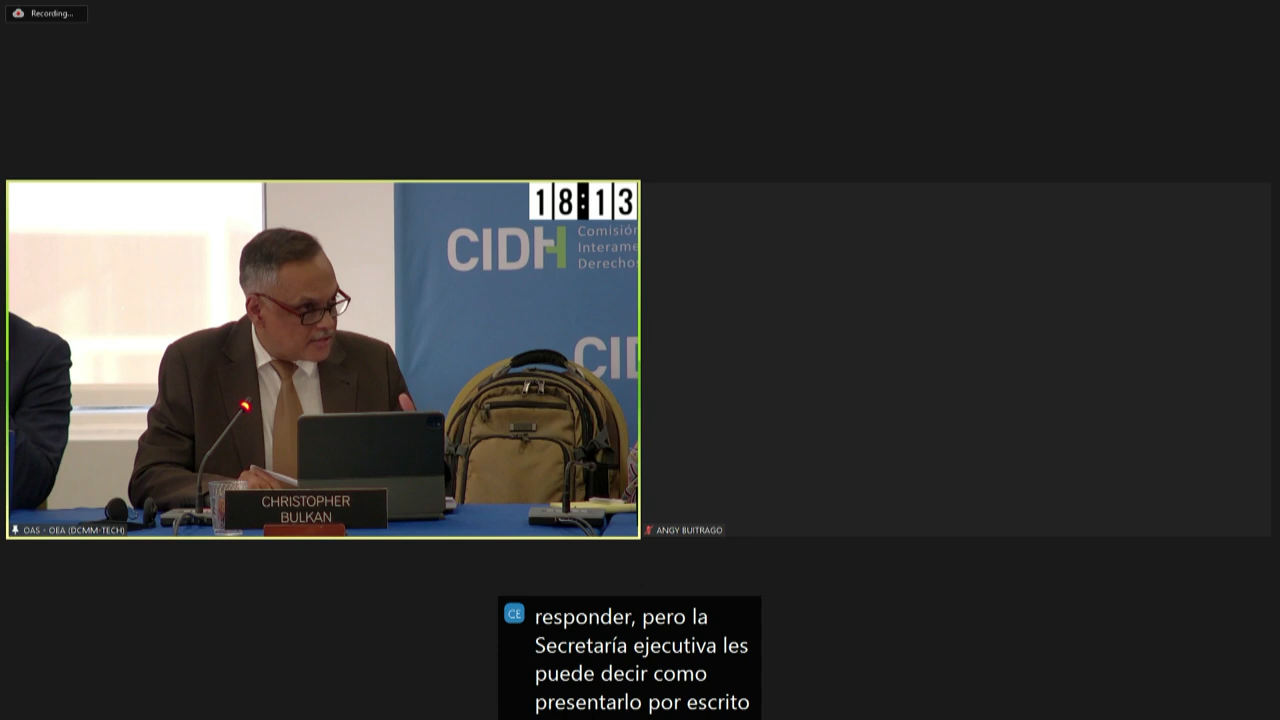 Recording...
18:13
CIDH
Comisión
Interame
Derechos
CID
CHRISTOPHER
BULKAN
OAS - OEA (DCMM-TECH)
ANGY BUITRAGO
CE
responder, pero la
Secretaría ejecutiva les
puede decir como
presentarlo por escrito